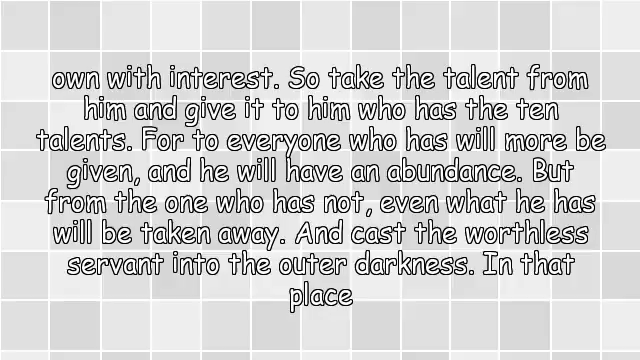 own with interest. So take the talent from
him and give it to him who has the ten
talents. For to everyone who has will more be
given, and he will have an abundance. But
from the one who has not, even what he has
will be taken away. And cast the worthless
servant into the outer darkness. In that
place